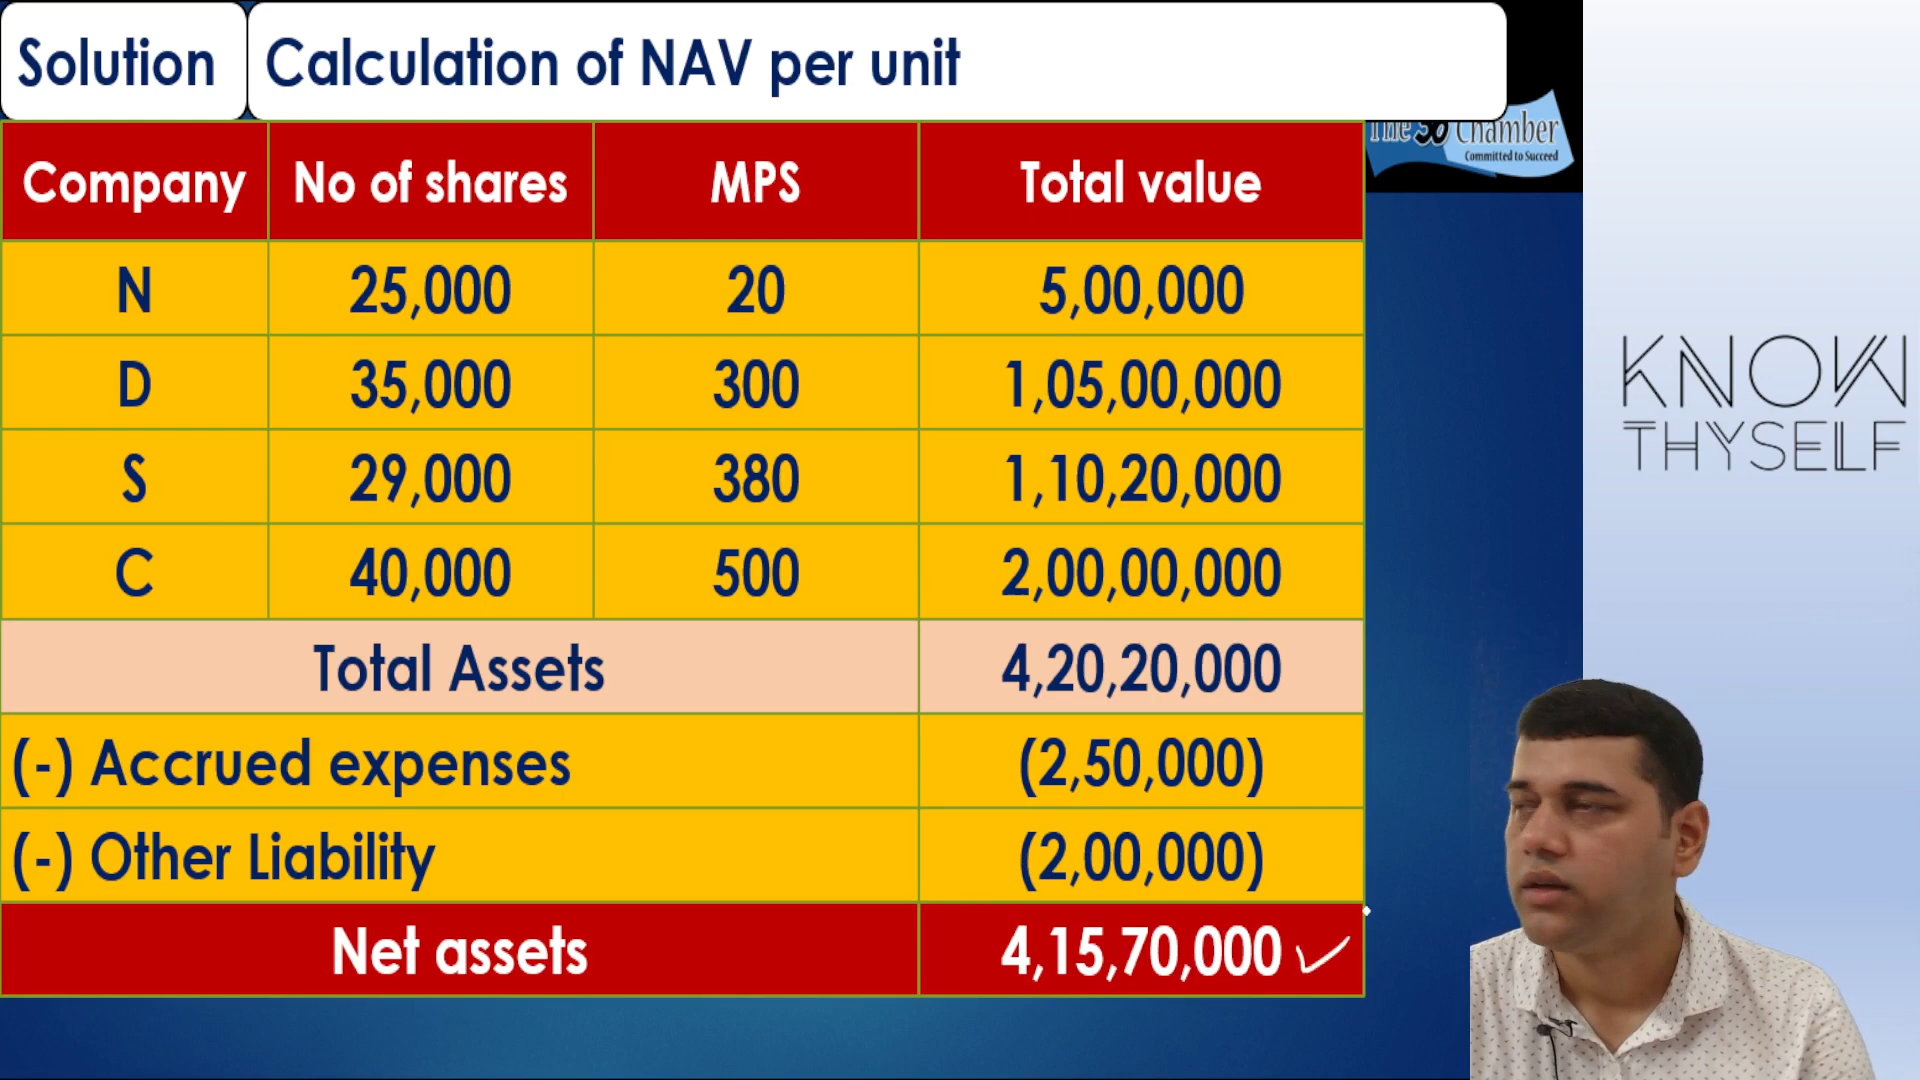 Solution Calculation of NAV per unit
The 36 Chamber
Committed to Succeed
Company No of shares MPS Total value
N 25,000 20 5,00,000
D 35,000 300 1,05,00,000
S 29,000 380 1,10,20,000
C 40,000 500 2,00,00,000
Total Assets 4,20,20,000
(-) Accrued expenses (2,50,000)
(-) Other Liability (2,00,000)
Net assets 4,15,70,000
KNOW
THYSELF